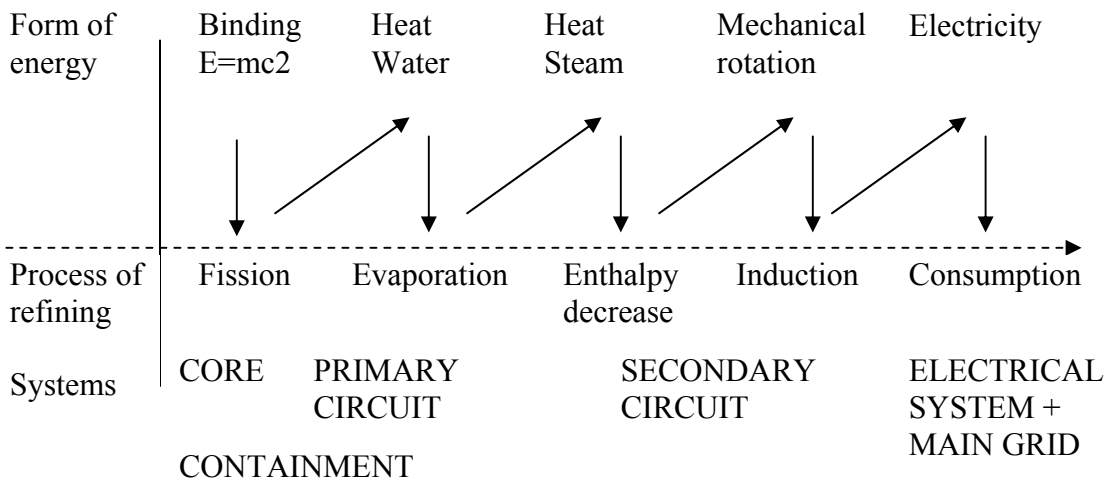 Form of energy
Binding E=mc2
Heat Water
Heat Steam
Mechanical rotation
Electricity
Process of refining
Fission
Evaporation
Enthalpy decrease
Induction
Consumption
Systems
CORE
PRIMARY CIRCUIT
SECONDARY CIRCUIT
ELECTRICAL SYSTEM + MAIN GRID
CONTAINMENT